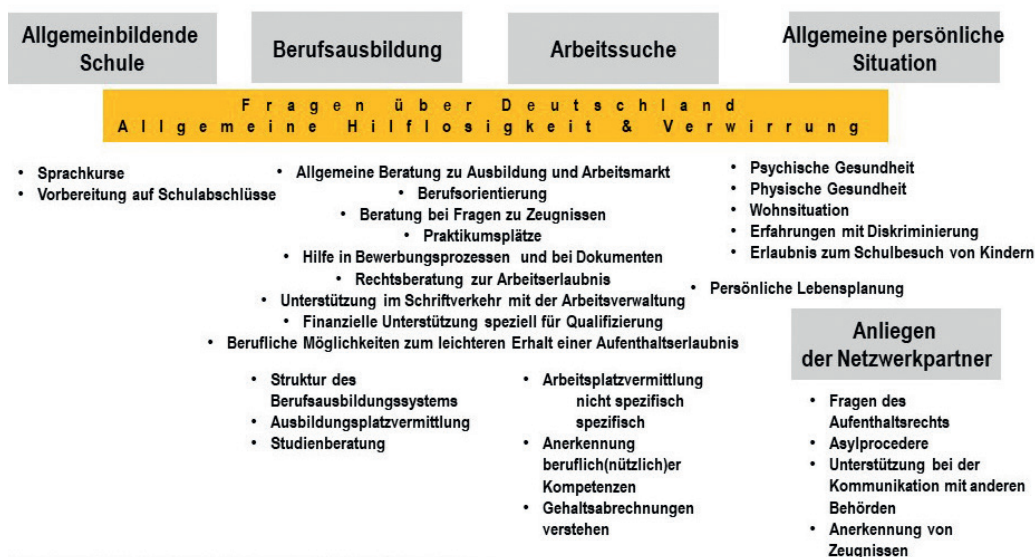 Allgemeinbildende
Schule
Berufsausbildung
Arbeitssuche
Allgemeine persönliche
Situation
Fragen über Deutschland
Allgemeine Hilflosigkeit & Verwirrung
• Sprachkurse
• Vorbereitung auf Schulabschlüsse
• Allgemeine Beratung zu Ausbildung und Arbeitsmarkt
• Berufsorientierung
• Beratung bei Fragen zu Zeugnissen
• Praktikumsplätze
• Hilfe in Bewerbungsprozessen und bei Dokumenten
• Rechtsberatung zur Arbeitserlaubnis
• Unterstützung im Schriftverkehr mit der Arbeitsverwaltung
• Finanzielle Unterstützung speziell für Qualifizierung
• Berufliche Möglichkeiten zum leichteren Erhalt einer Aufenthaltserlaubnis
• Struktur des
Berufsausbildungssystems
• Ausbildungsplatzvermittlung
• Studienberatung
• Arbeitsplatzvermittlung
nicht spezifisch
spezifisch
• Anerkennung
beruflich(nützlich)er
Kompetenzen
• Gehaltsabrechnungen
verstehen
• Psychische Gesundheit
• Physische Gesundheit
• Wohnsituation
• Erfahrungen mit Diskriminierung
• Erlaubnis zum Schulbesuch von Kindern
• Persönliche Lebensplanung
Anliegen
der Netzwerkpartner
• Fragen des
Aufenthaltsrechts
• Asylprocedere
• Unterstützung bei der
Kommunikation mit anderen
Behörden
• Anerkennung von
Zeugnissen